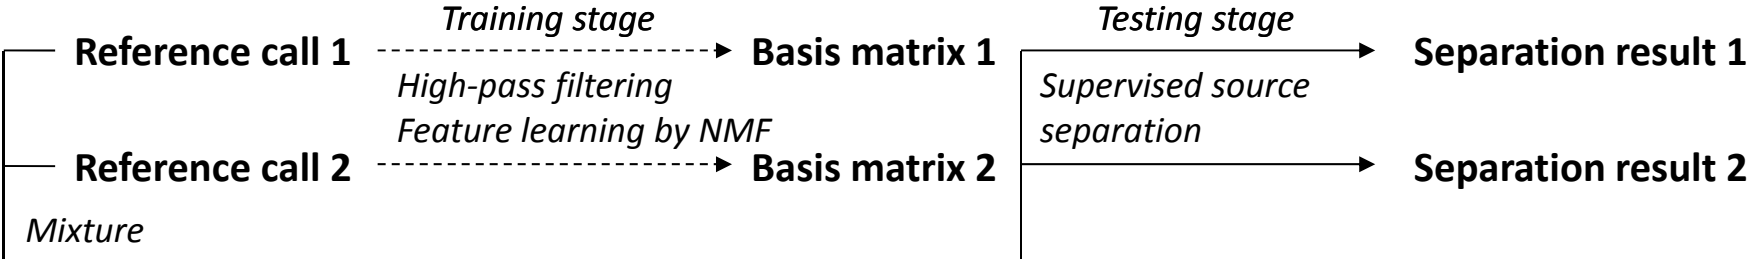 Training stage
Testing stage
Reference call 1
Basis matrix 1
Separation result 1
High-pass filtering
Feature learning by NMF
Supervised source
separation
Reference call 2
Basis matrix 2
Separation result 2
Mixture